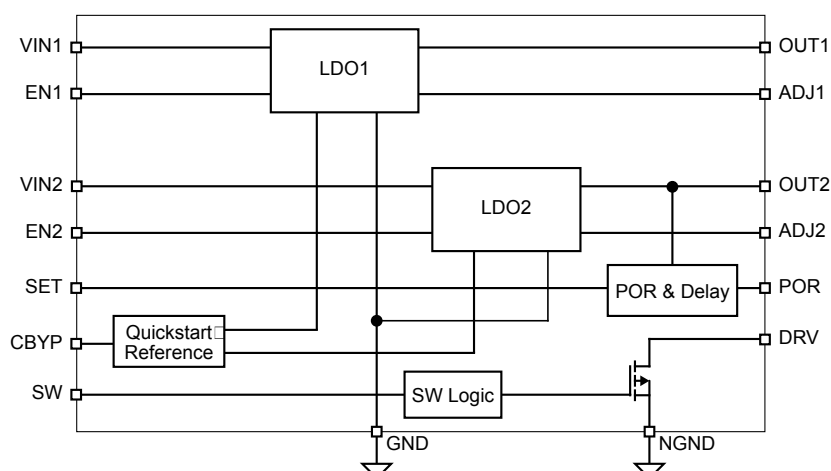 VIN1
LDO1
OUT1
EN1
ADJ1
VIN2
LDO2
OUT2
EN2
ADJ2
SET
POR & Delay
POR
CBYP
Quickstart
Reference
DRV
SW
SW Logic
GND
NGND